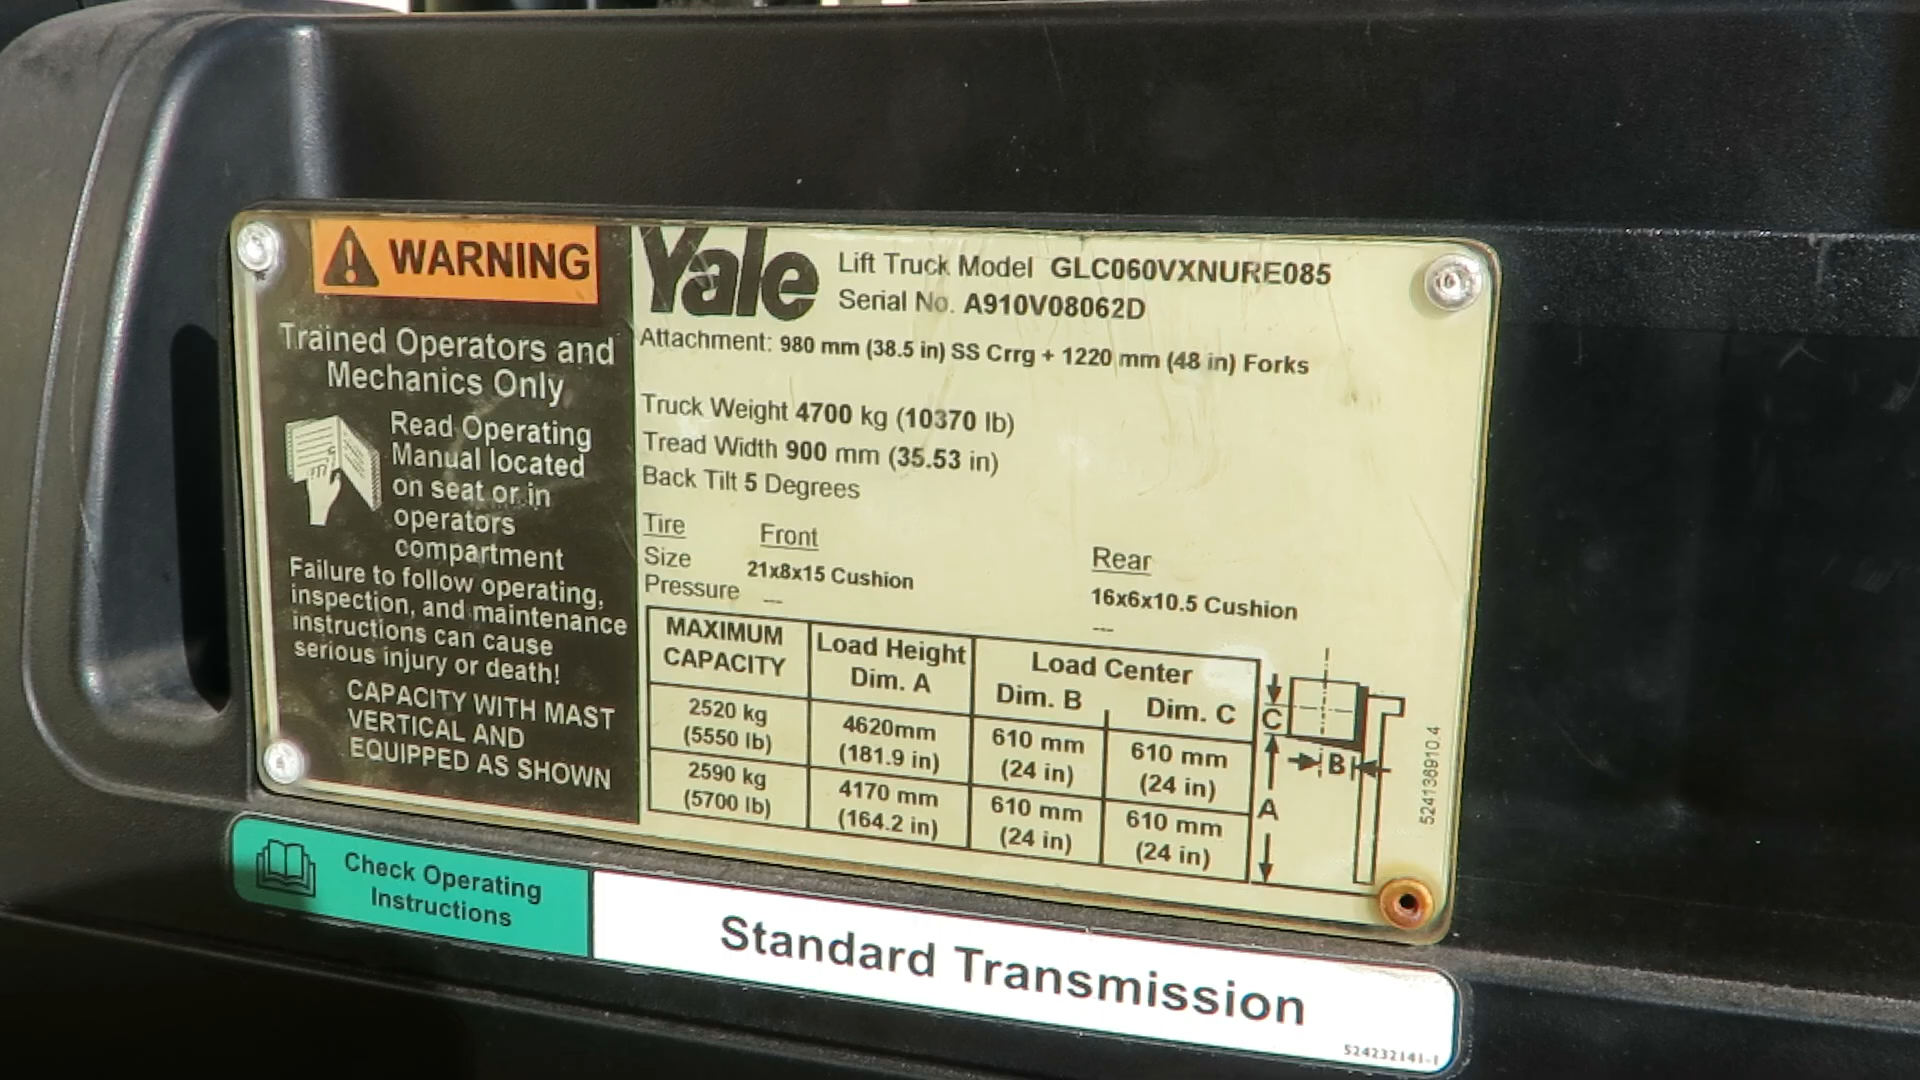 WARNING
Trained Operators and
Mechanics Only
Read Operating
Manual located
on seat or in
operators
compartment
Failure to follow operating,
inspection, and maintenance
instructions can cause
serious injury or death!
CAPACITY WITH MAST
VERTICAL AND
EQUIPPED AS SHOWN
Yale
Lift Truck Model GLC060VXNURE085
Serial No. A910V08062D
Attachment: 980 mm (38.5 in) SS Crrg + 1220 mm (48 in) Forks
Truck Weight 4700 kg (10370 lb)
Tread Width 900 mm (35.53 in)
Back Tilt 5 Degrees
Tire Front Rear
Size 21x8x15 Cushion 16x6x10.5 Cushion
Pressure --- ---
MAXIMUM CAPACITY Load Height Dim. A Load Center Dim. B Dim. C
2520 kg (5550 lb) 4620mm (181.9 in) 610 mm (24 in) 610 mm (24 in)
2590 kg (5700 lb) 4170 mm (164.2 in) 610 mm (24 in) 610 mm (24 in)
C
B
A
524136910.4
Check Operating
Instructions
Standard Transmission
524232141-1